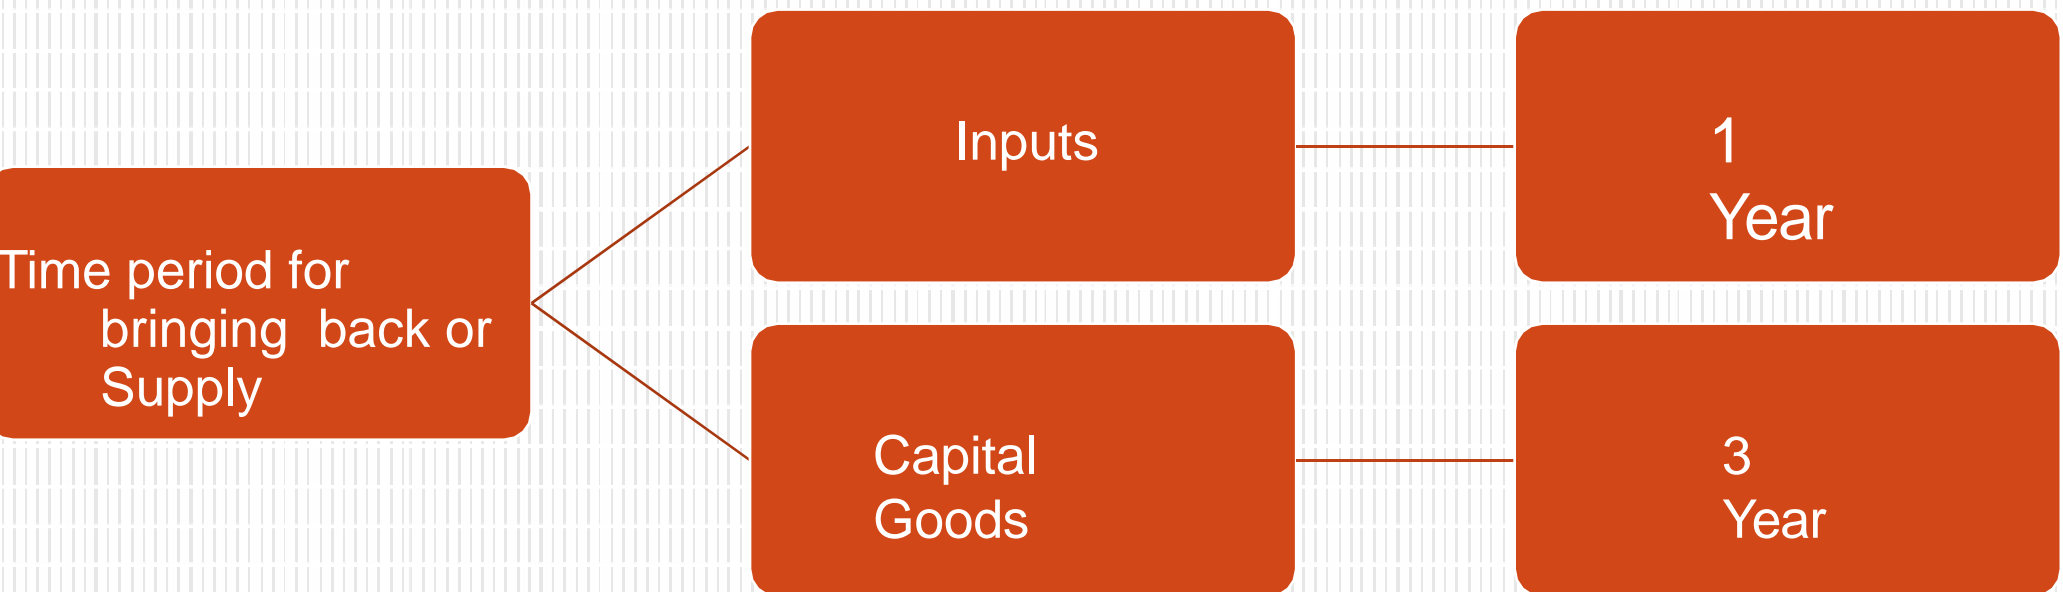 Time period for
bringing back or
Supply
Inputs
1
Year
Capital
Goods
3
Year